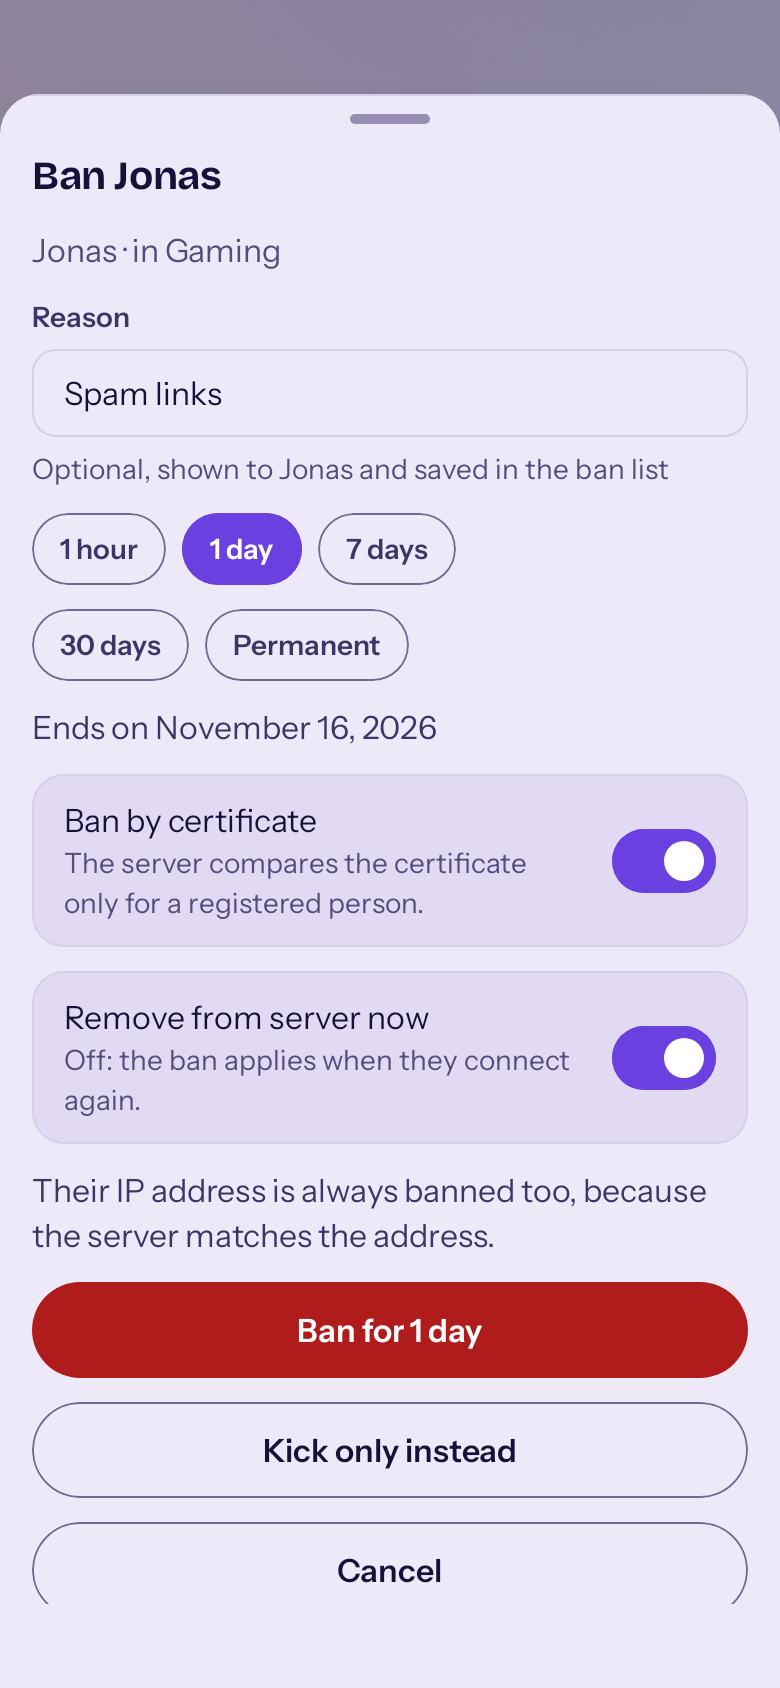 Ban Jonas
Jonas · in Gaming
Reason
Spam links
Optional, shown to Jonas and saved in the ban list
1 hour
1 day
7 days
30 days
Permanent
Ends on November 16, 2026
Ban by certificate
The server compares the certificate
only for a registered person.
Remove from server now
Off: the ban applies when they connect
again.
Their IP address is always banned too, because
the server matches the address.
Ban for 1 day
Kick only instead
Cancel